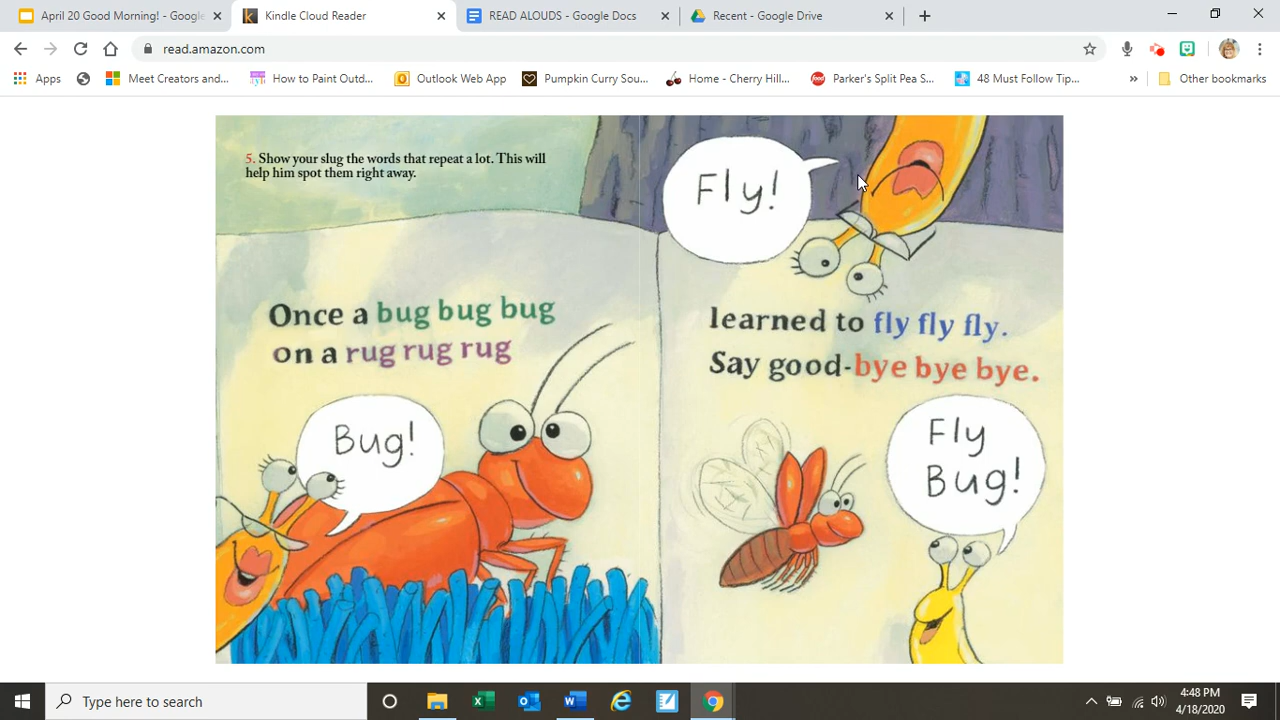 April 20 Good Morning! - Google
Kindle Cloud Reader
READ ALOUDS - Google Docs
Recent - Google Drive
read.amazon.com
Apps
Meet Creators and...
How to Paint Outd...
Outlook Web App
Pumpkin Curry Sou...
Home - Cherry Hill...
Parker's Split Pea S...
48 Must Follow Tip...
»
Other bookmarks
5. Show your slug the words that repeat a lot. This will
help him spot them right away.
Once a bug bug bug
on a rug rug rug
Bug!
Fly!
learned to fly fly fly.
Say good-bye bye bye.
Fly
Bug!
Type here to search
4:48 PM
4/18/2020